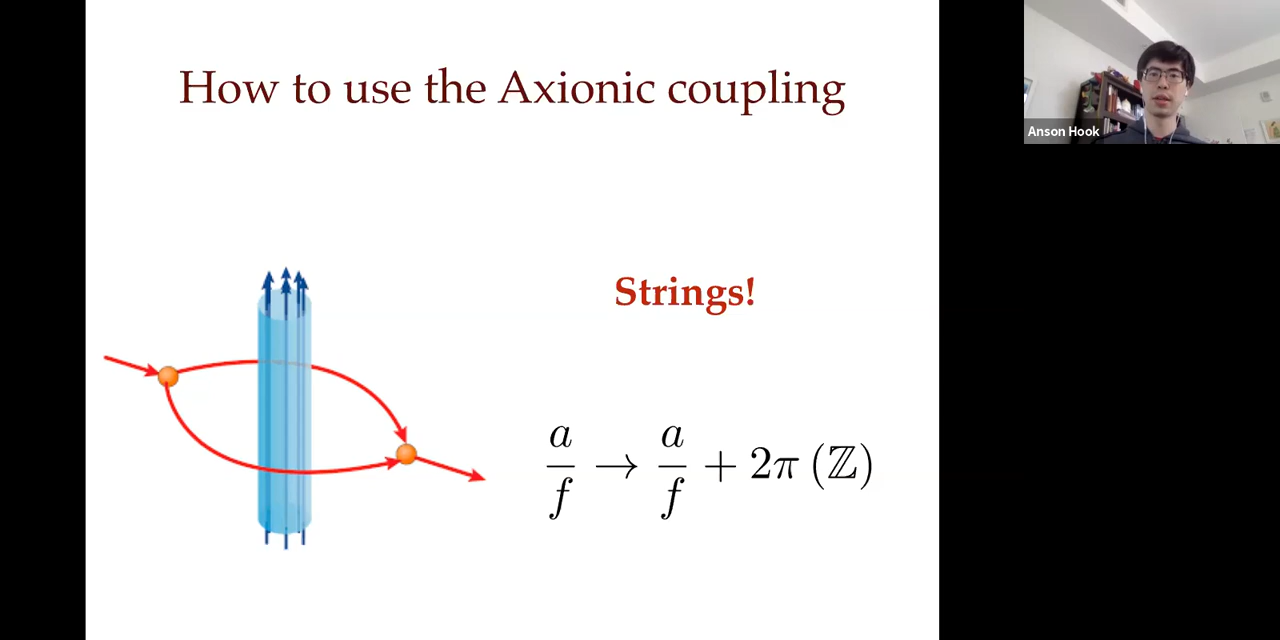 How to use the Axionic coupling
Anson Hook
Strings!
a/f → a/f + 2π (ℤ)